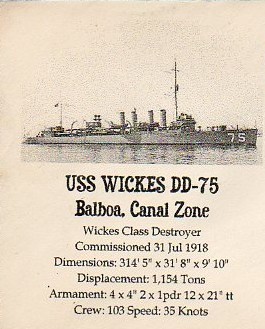 75
USS WICKES DD-75
Balboa, Canal Zone
Wickes Class Destroyer
Commissioned 31 Jul 1918
Dimensions: 314' 5" x 31' 8" x 9' 10"
Displacement: 1,154 Tons
Armament: 4 x 4" 2 x 1pdr 12 x 21" tt
Crew: 103 Speed: 35 Knots